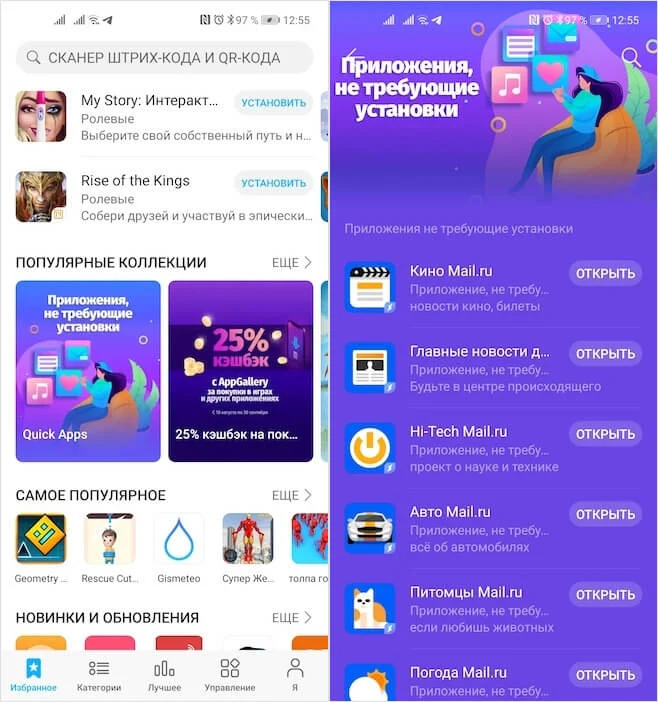 97 % 12:55
СКАНЕР ШТРИХ-КОДА И QR-КОДА
My Story: Интеракт...
УСТАНОВИТЬ
Ролевые
Выберите свой собственный путь и н...
Rise of the Kings
УСТАНОВИТЬ
Ролевые
Собери друзей и участвуй в эпически...
ПОПУЛЯРНЫЕ КОЛЛЕКЦИИ
ЕЩЕ
Приложения,
не требующие
установки
Quick Apps
25%
кэшбэк
с AppGallery
за покупки в играх
и других приложениях
С 10 августа по 30 сентября
25% кэшбэк на пок...
САМОЕ ПОПУЛЯРНОЕ
ЕЩЕ
Geometry ...
Rescue Cut...
Gismeteo
Супер Же...
толпа го
НОВИНКИ И ОБНОВЛЕНИЯ
ЕЩЕ
Избранное
Категории
Лучшее
Управление
Я
97 % 12:55
Приложения,
не требующие
установки
Приложения не требующие установки
Кино Mail.ru
Приложение, не требу...
новости кино, билеты
ОТКРЫТЬ
Главные новости д...
Приложение, не требу...
Будьте в центре происходящего
ОТКРЫТЬ
Hi-Tech Mail.ru
Приложение, не требу...
проект о науке и технике
ОТКРЫТЬ
Авто Mail.ru
Приложение, не требу...
всё об автомобилях
ОТКРЫТЬ
Питомцы Mail.ru
Приложение, не требу...
если любишь животных
ОТКРЫТЬ
Погода Mail.ru
Приложение, не требу...
ОТКРЫТЬ